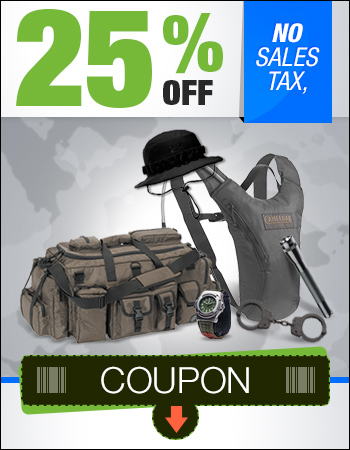 25%
OFF
NO
SALES
TAX,
COUPON